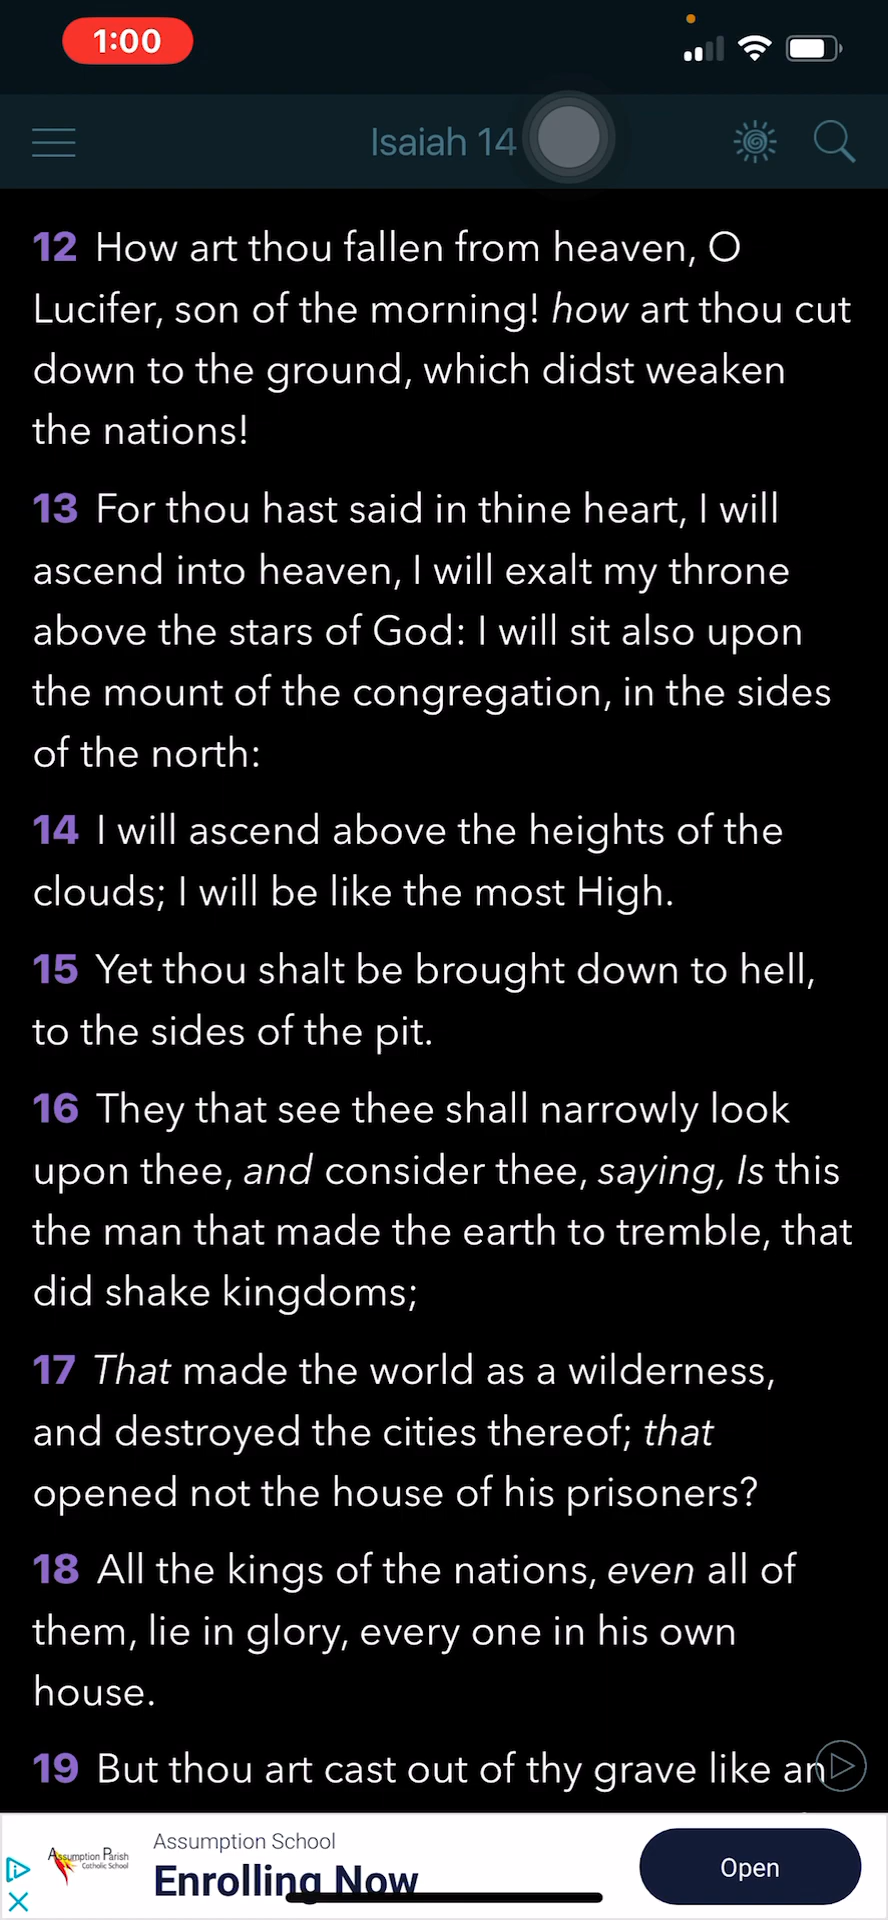 1:00
Isaiah 14
12 How art thou fallen from heaven, O
Lucifer, son of the morning! how art thou cut
down to the ground, which didst weaken
the nations!
13 For thou hast said in thine heart, I will
ascend into heaven, I will exalt my throne
above the stars of God: I will sit also upon
the mount of the congregation, in the sides
of the north:
14 I will ascend above the heights of the
clouds; I will be like the most High.
15 Yet thou shalt be brought down to hell,
to the sides of the pit.
16 They that see thee shall narrowly look
upon thee, and consider thee, saying, Is this
the man that made the earth to tremble, that
did shake kingdoms;
17 That made the world as a wilderness,
and destroyed the cities thereof; that
opened not the house of his prisoners?
18 All the kings of the nations, even all of
them, lie in glory, every one in his own
house.
19 But thou art cast out of thy grave like an
Assumption Parish
Catholic School
Assumption School
Enrolling Now
Open